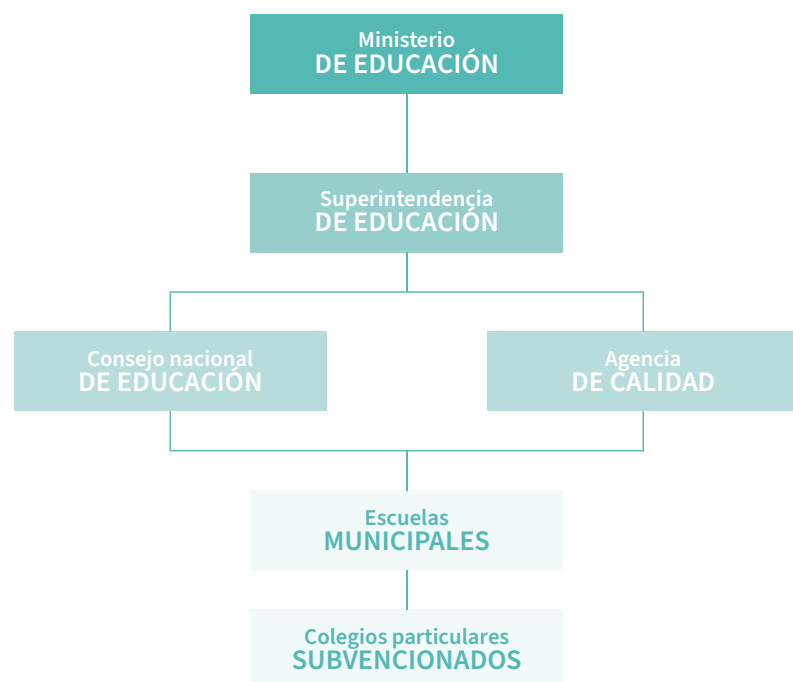 Ministerio
DE EDUCACIÓN
Superintendencia
DE EDUCACIÓN
Consejo nacional
DE EDUCACIÓN
Agencia
DE CALIDAD
Escuelas
MUNICIPALES
Colegios particulares
SUBVENCIONADOS